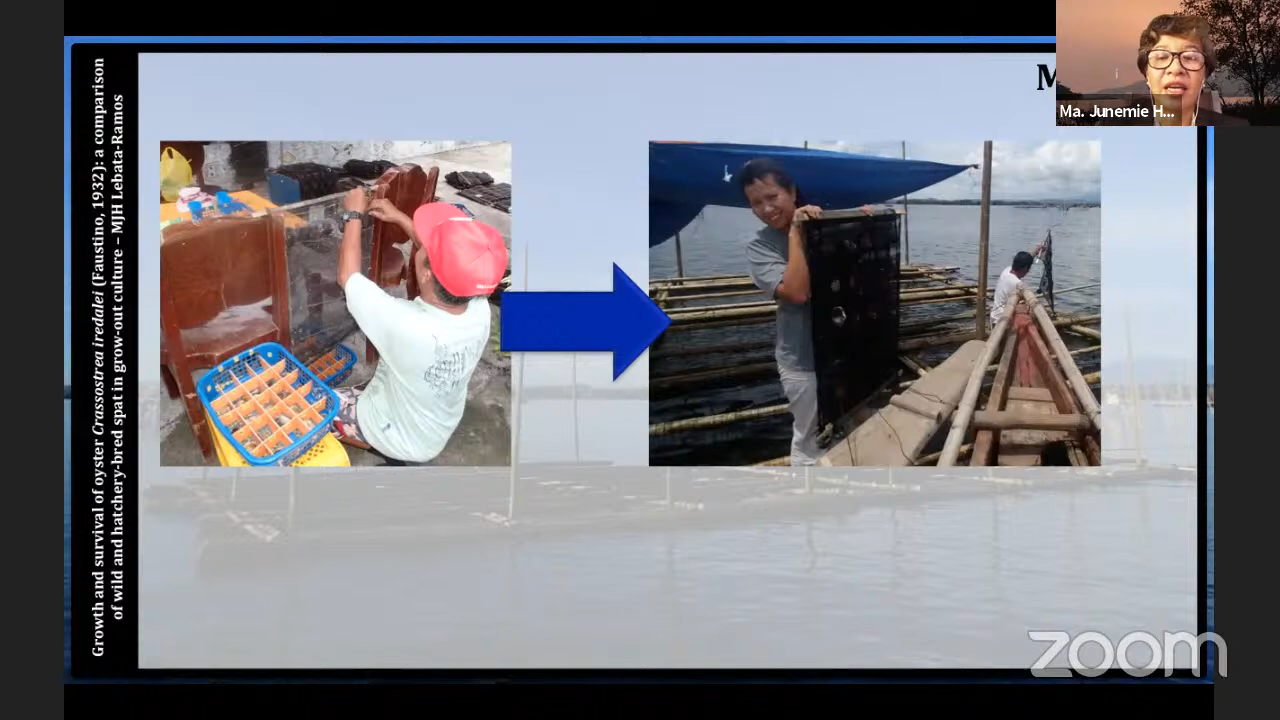 Growth and survival of oyster Crassostrea iredalei (Faustino, 1932): a comparison
of wild and hatchery-bred spat in grow-out culture – MJH Lebata-Ramos
M
Ma. Junemie H...
zoom